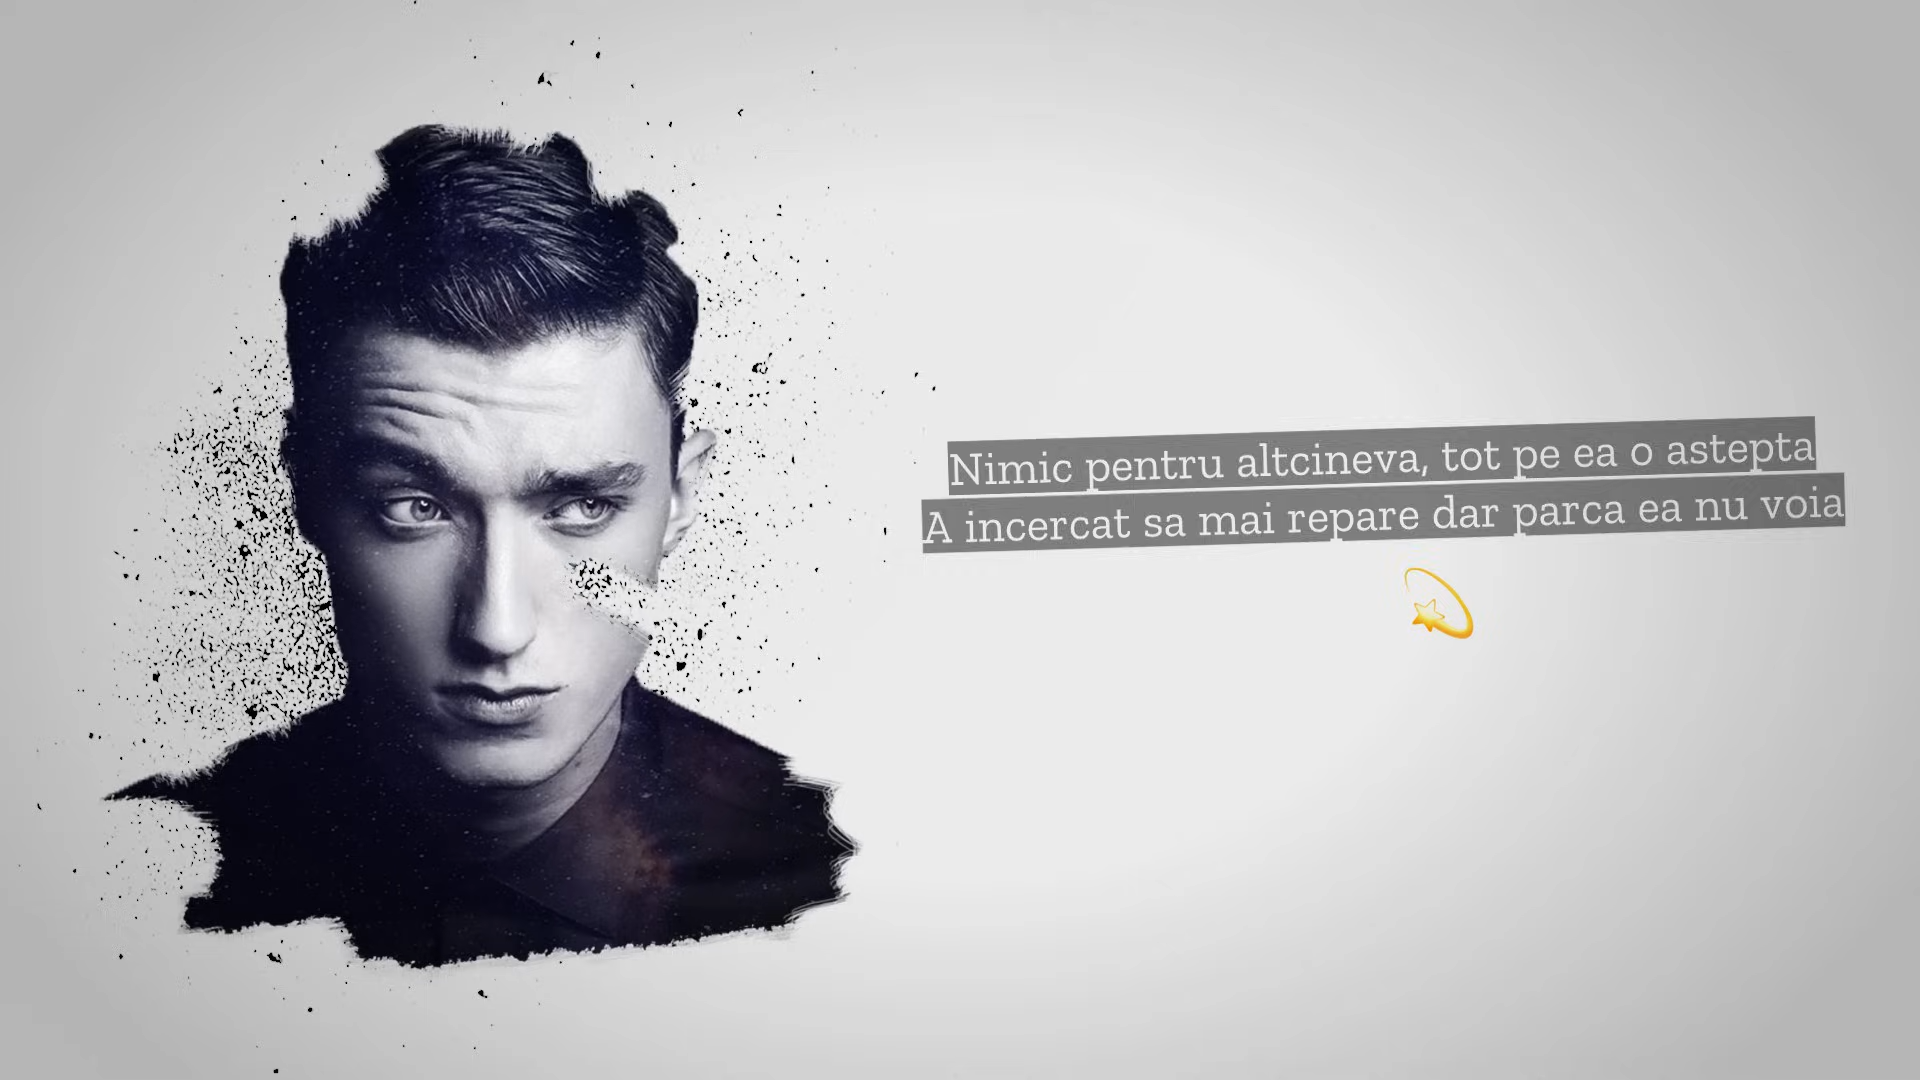 Nimic pentru altcineva, tot pe ea o astepta
A incercat sa mai repare dar parca ea nu voia